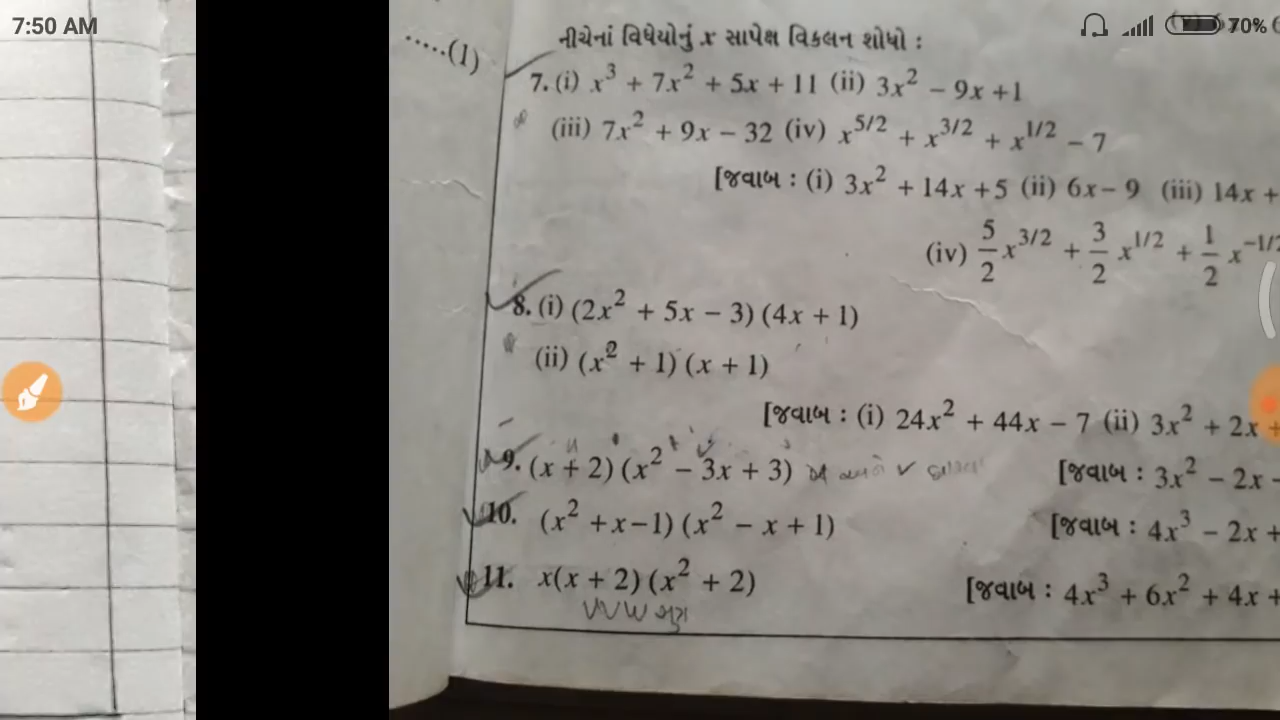 7:50 AM
70%
.....(1)
નીચેનાં વિધેયોનું x સાપેક્ષ વિકલન શોધો :
7. (i) x³ + 7x² + 5x + 11 (ii) 3x² − 9x +1
(iii) 7x² + 9x − 32 (iv) x^5/2 + x^3/2 + x^1/2 − 7
[જવાબ : (i) 3x² + 14x +5 (ii) 6x − 9 (iii) 14x +
(iv) 5/2 x^3/2 + 3/2 x^1/2 + 1/2 x^−1/2
8. (i) (2x² + 5x − 3) (4x + 1)
(ii) (x² + 1) (x + 1)
[જવાબ : (i) 24x² + 44x − 7 (ii) 3x² + 2x +
9. (x + 2) (x² − 3x + 3) [જવાબ : 3x² − 2x −
10. (x² +x−1) (x² − x + 1) [જવાબ : 4x³ − 2x +
11. x(x + 2) (x² + 2) [જવાબ : 4x³ + 6x² + 4x +